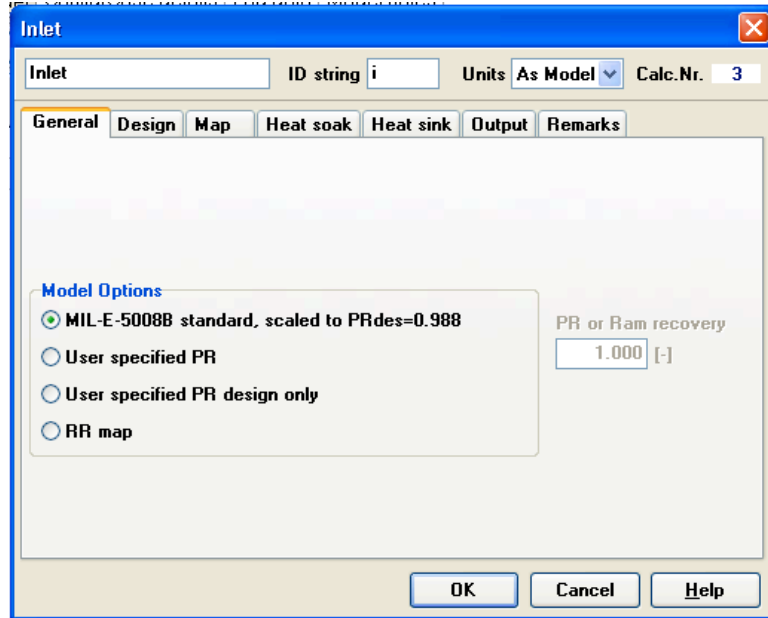 Inlet
Inlet ID string i Units As Model Calc.Nr. 3
General Design Map Heat soak Heat sink Output Remarks
Model Options
MIL-E-5008B standard, scaled to PRdes=0.988
PR or Ram recovery
User specified PR
1.000 [-]
User specified PR design only
RR map
OK Cancel Help